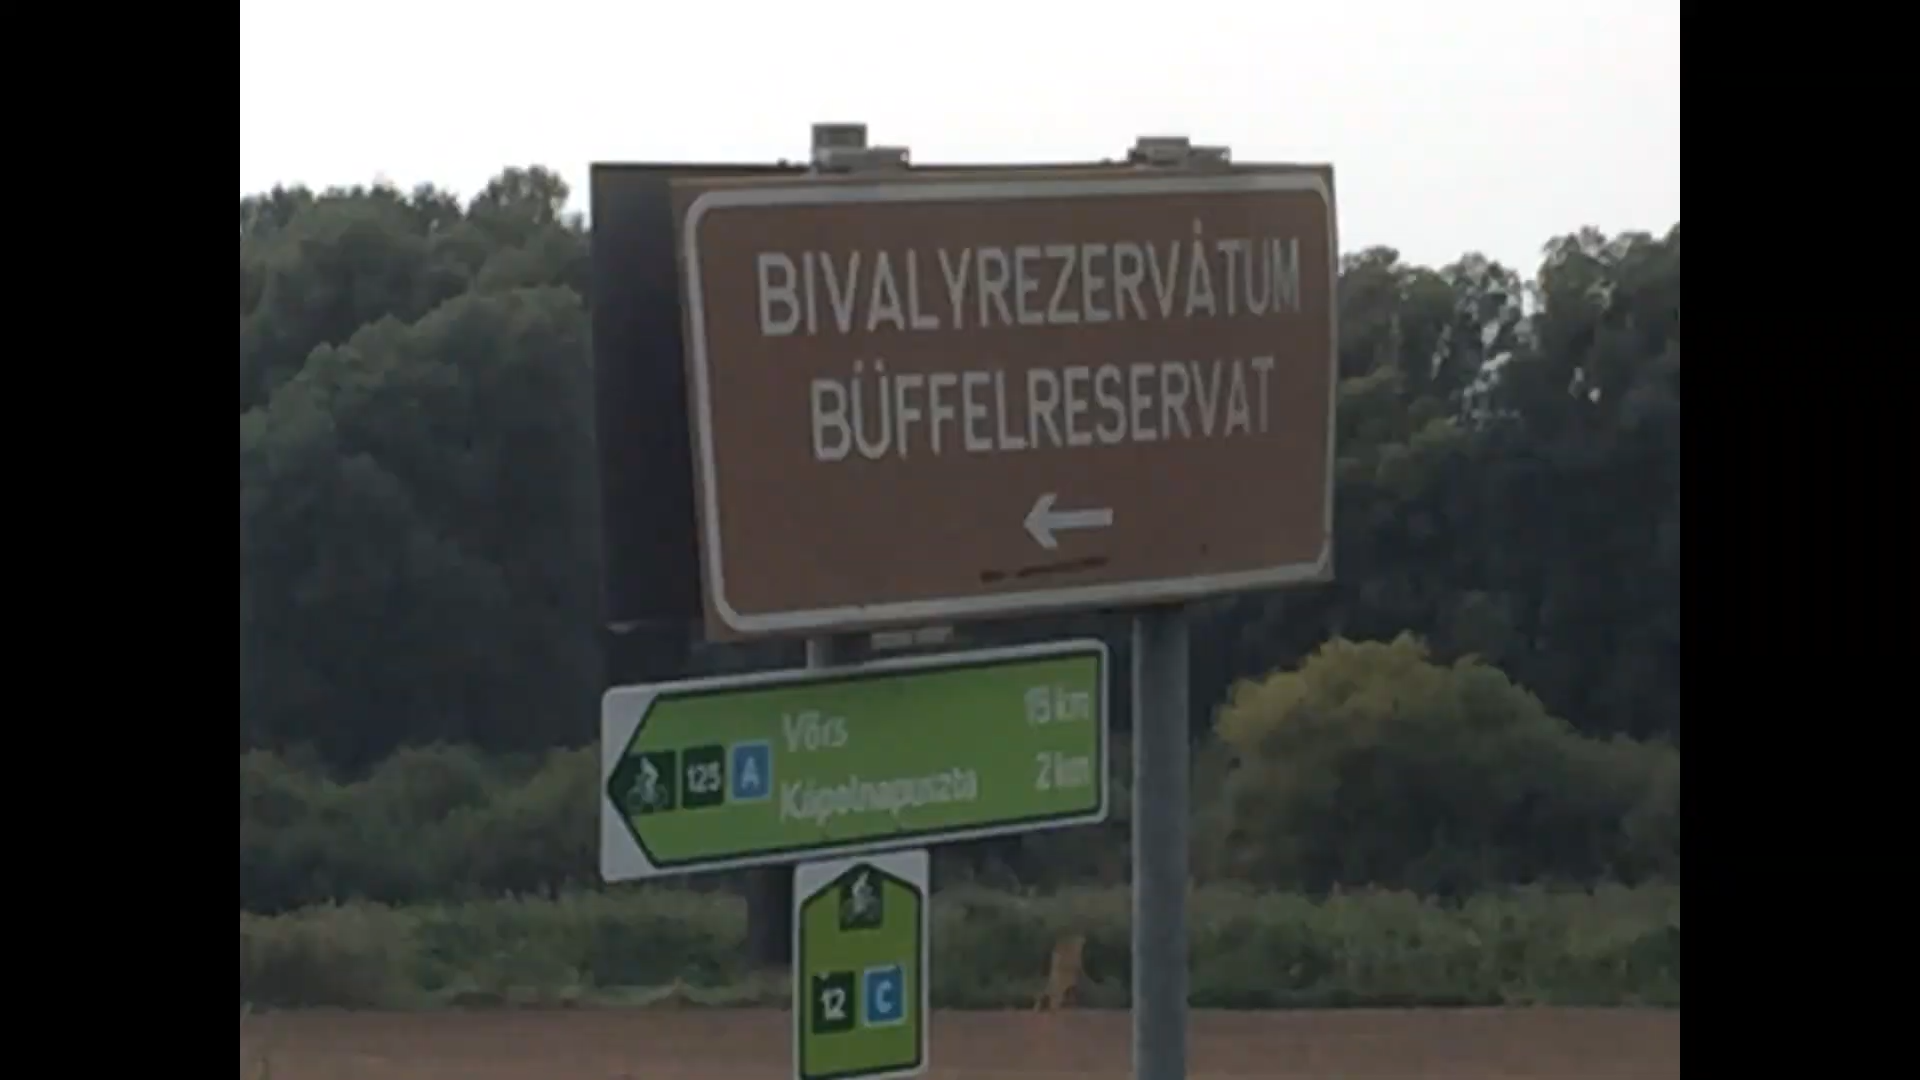 BIVALYREZERVÁTUM
BÜFFELRESERVAT
125 A
Vörs 15 km
Kápolnapuszta 2 km
12 C